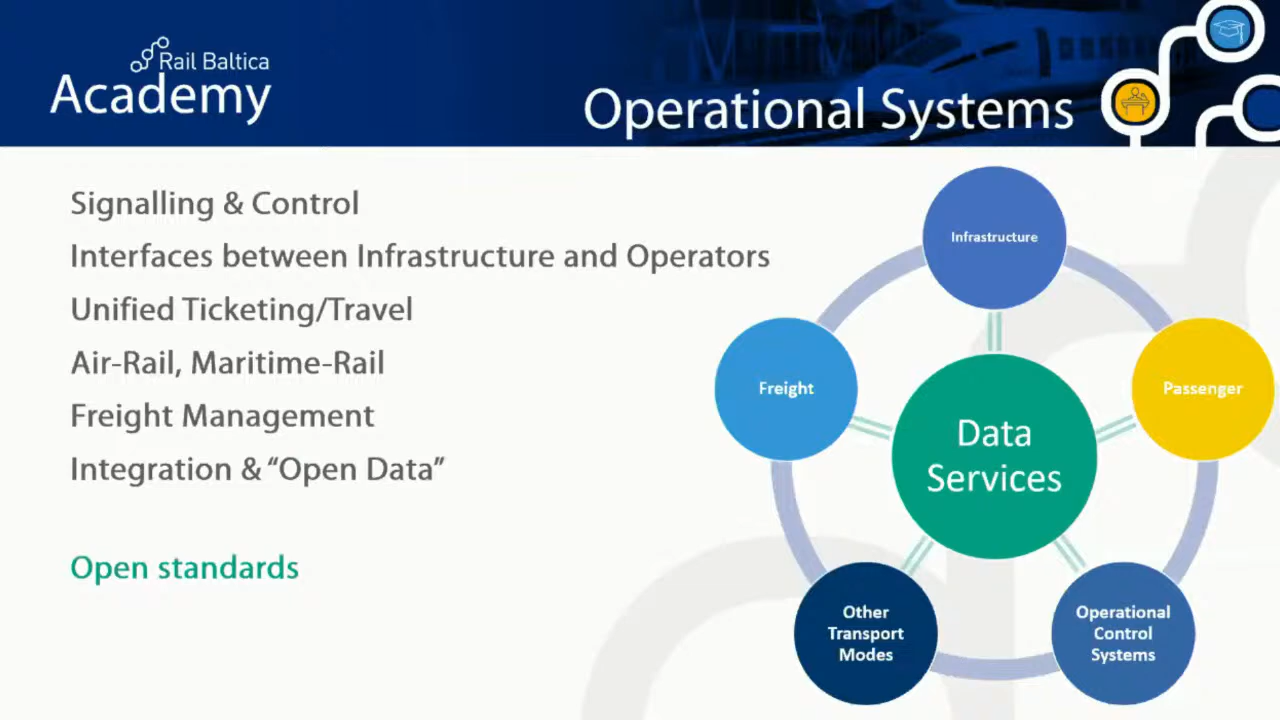 Rail Baltica
Academy
Operational Systems
Signalling & Control
Interfaces between Infrastructure and Operators
Unified Ticketing/Travel
Air-Rail, Maritime-Rail
Freight Management
Integration & “Open Data”
Open standards
Infrastructure
Freight
Passenger
Data
Services
Other
Transport
Modes
Operational
Control
Systems